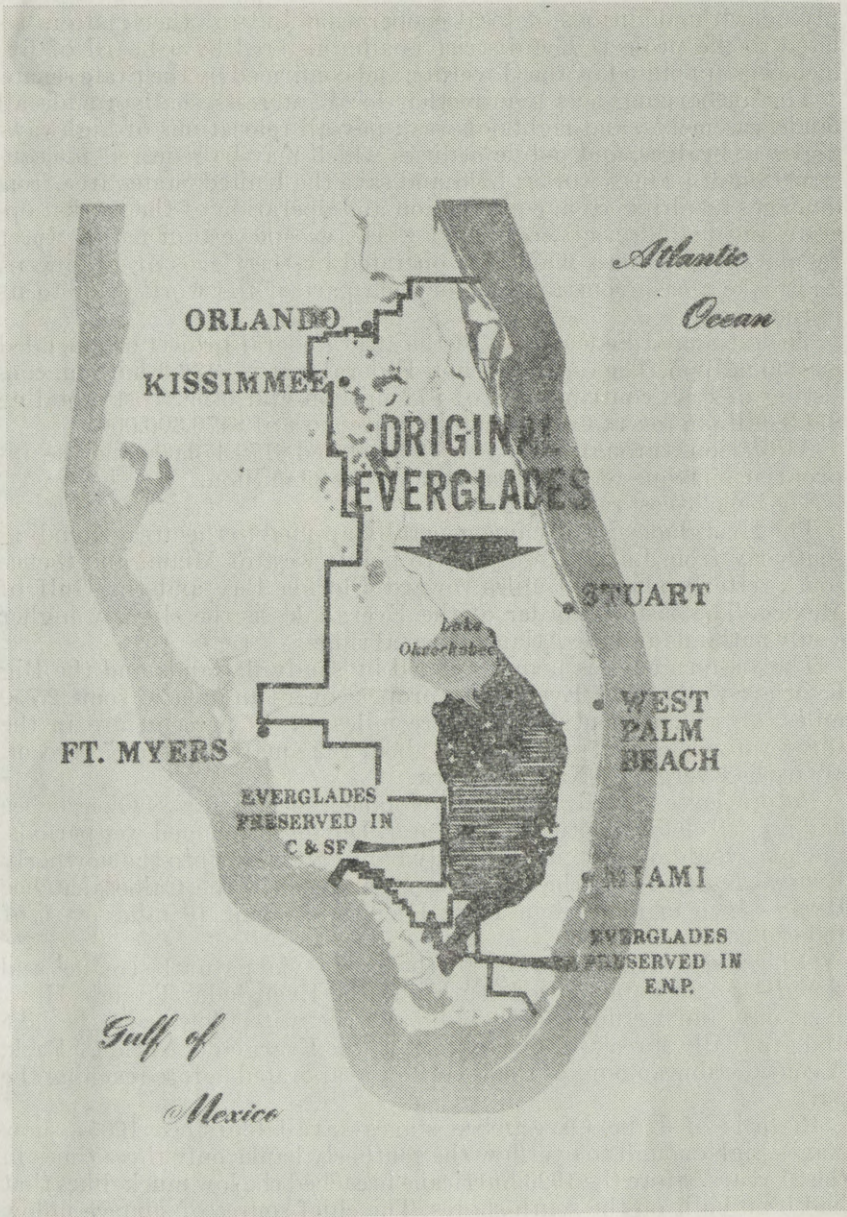 Atlantic
Ocean
ORLANDO
KISSIMMEE
ORIGINAL
EVERGLADES
STUART
Lake
Okeechobee
WEST
PALM
BEACH
FT. MYERS
EVERGLADES
PRESERVED IN
C & SF
MIAMI
EVERGLADES
PRESERVED IN
E.N.P.
Gulf of
Mexico